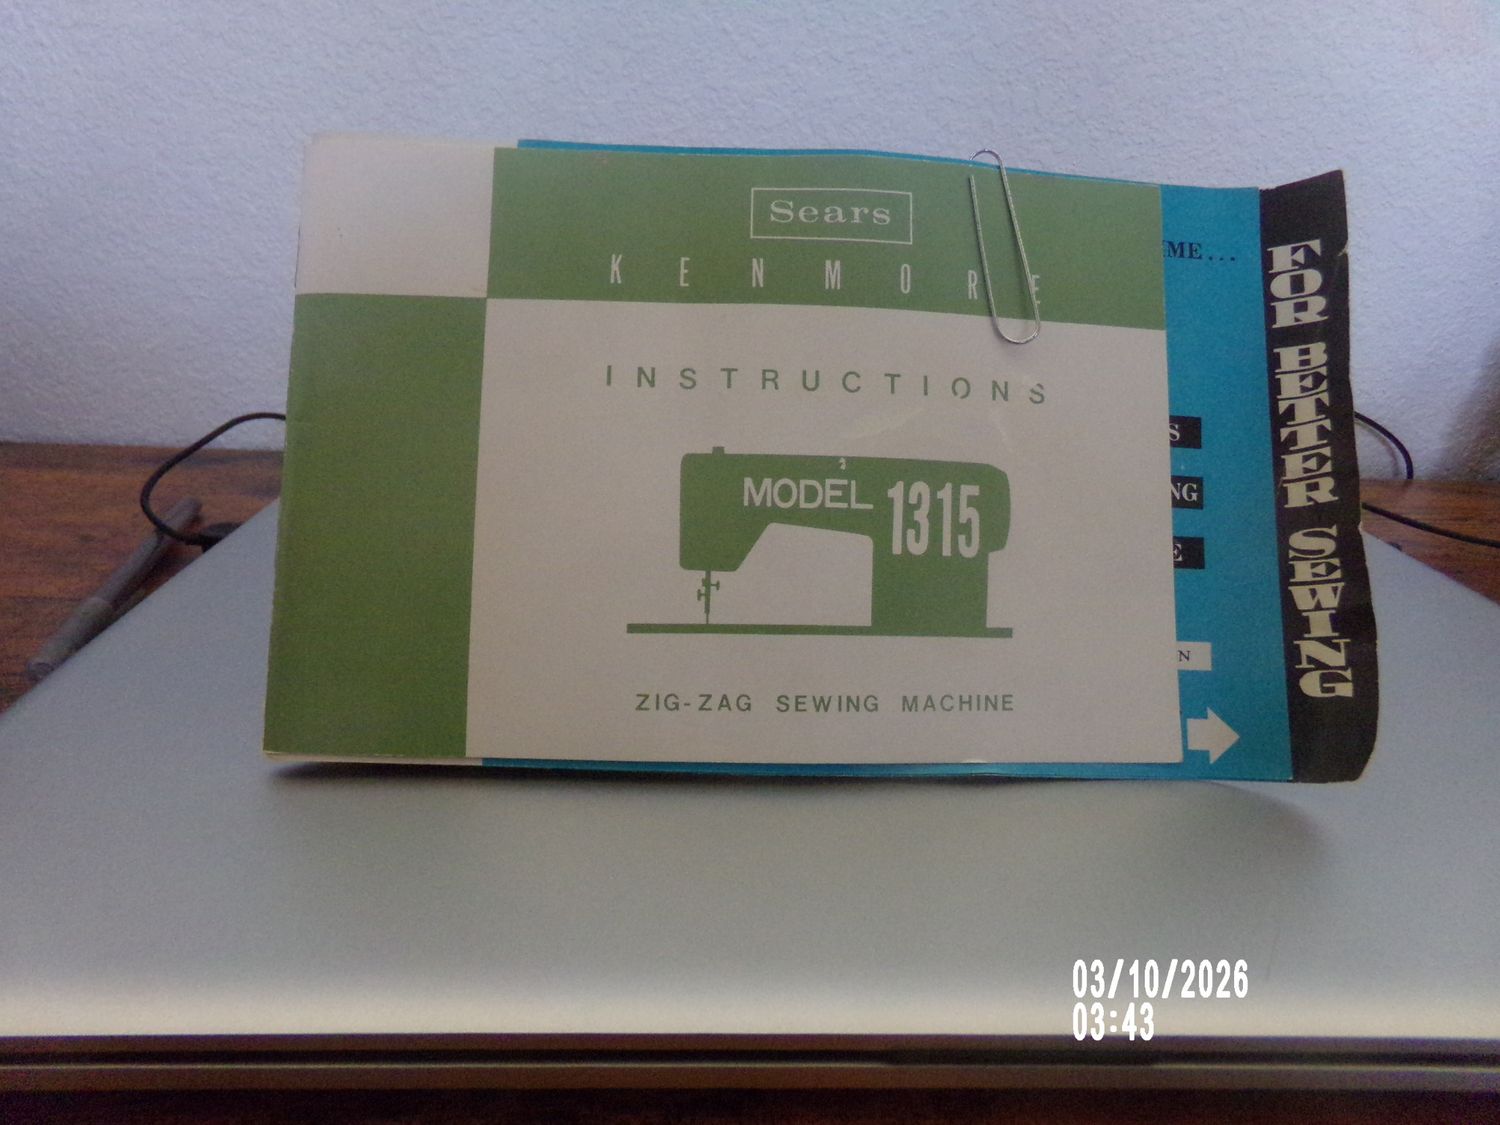 Sears
KENMORE
INSTRUCTIONS
MODEL 1315
ZIG-ZAG SEWING MACHINE
FOR BETTER SEWING
03/10/2026
03:43